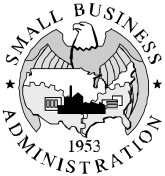 SMALL BUSINESS
1953
ADMINISTRATION